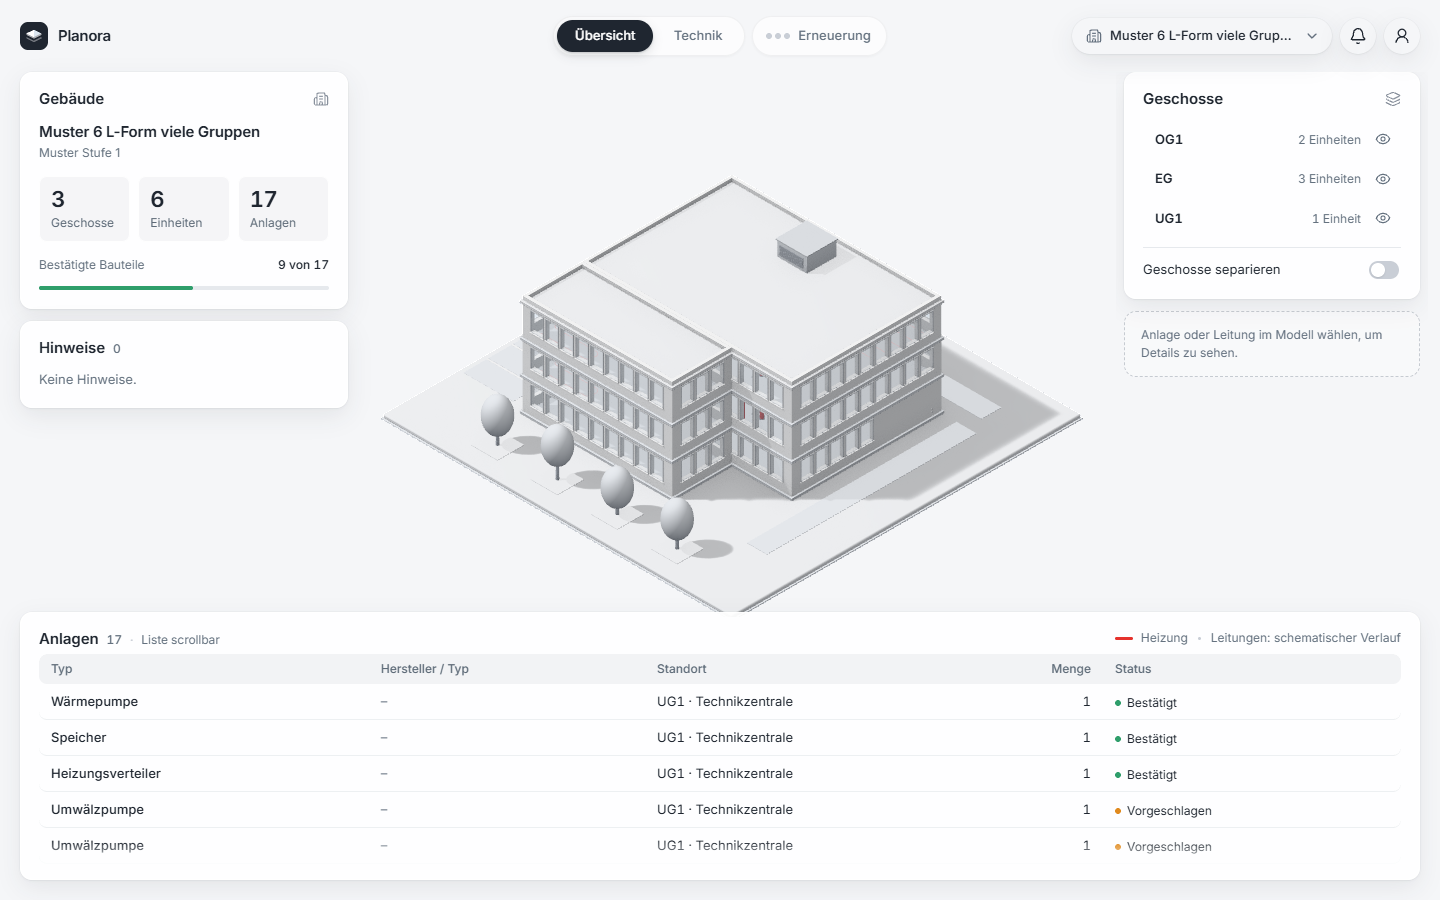 Planora
Übersicht
Technik
Erneuerung
Muster 6 L-Form viele Grup...
Gebäude
Muster 6 L-Form viele Gruppen
Muster Stufe 1
3
Geschosse
6
Einheiten
17
Anlagen
Bestätigte Bauteile
9 von 17
Hinweise 0
Keine Hinweise.
Geschosse
OG1 2 Einheiten
EG 3 Einheiten
UG1 1 Einheit
Geschosse separieren
Anlage oder Leitung im Modell wählen, um
Details zu sehen.
Anlagen 17 · Liste scrollbar
Heizung · Leitungen: schematischer Verlauf
Typ Hersteller / Typ Standort Menge Status
Wärmepumpe – UG1 · Technikzentrale 1 Bestätigt
Speicher – UG1 · Technikzentrale 1 Bestätigt
Heizungsverteiler – UG1 · Technikzentrale 1 Bestätigt
Umwälzpumpe – UG1 · Technikzentrale 1 Vorgeschlagen
Umwälzpumpe – UG1 · Technikzentrale 1 Vorgeschlagen